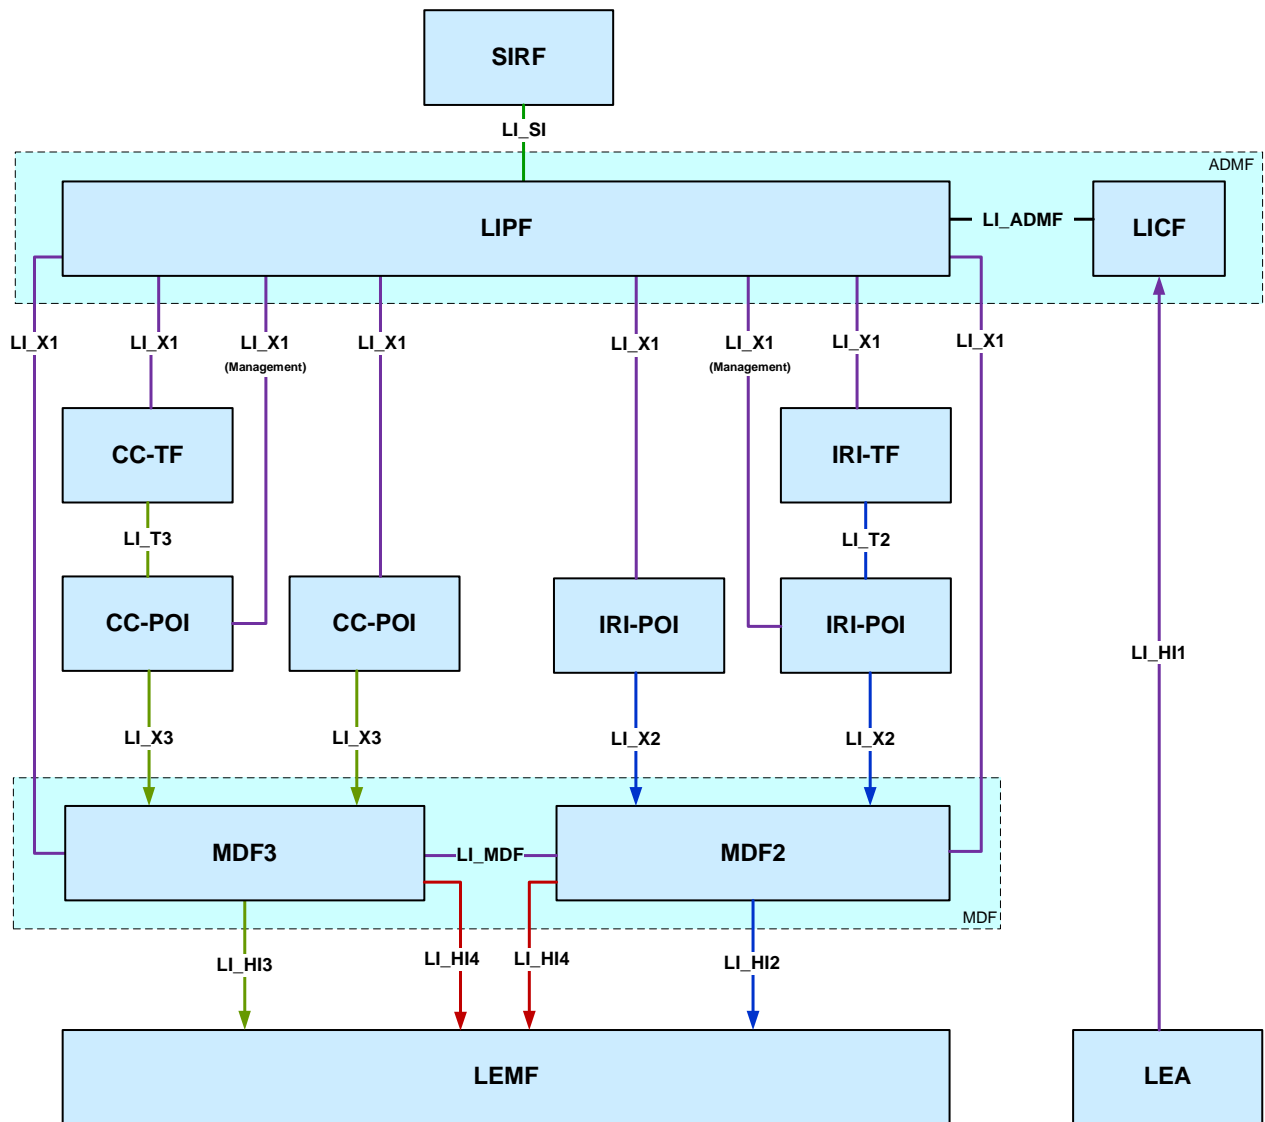 SIRF
LI_SI
ADMF
LIPF
LI_ADMF
LICF
LI_X1
LI_X1
LI_X1
(Management)
LI_X1
LI_X1
LI_X1
(Management)
LI_X1
LI_X1
CC-TF
IRI-TF
LI_T3
LI_T2
CC-POI
CC-POI
IRI-POI
IRI-POI
LI_HI1
LI_X3
LI_X3
LI_X2
LI_X2
MDF3
LI_MDF
MDF2
MDF
LI_HI3
LI_HI4
LI_HI4
LI_HI2
LEMF
LEA